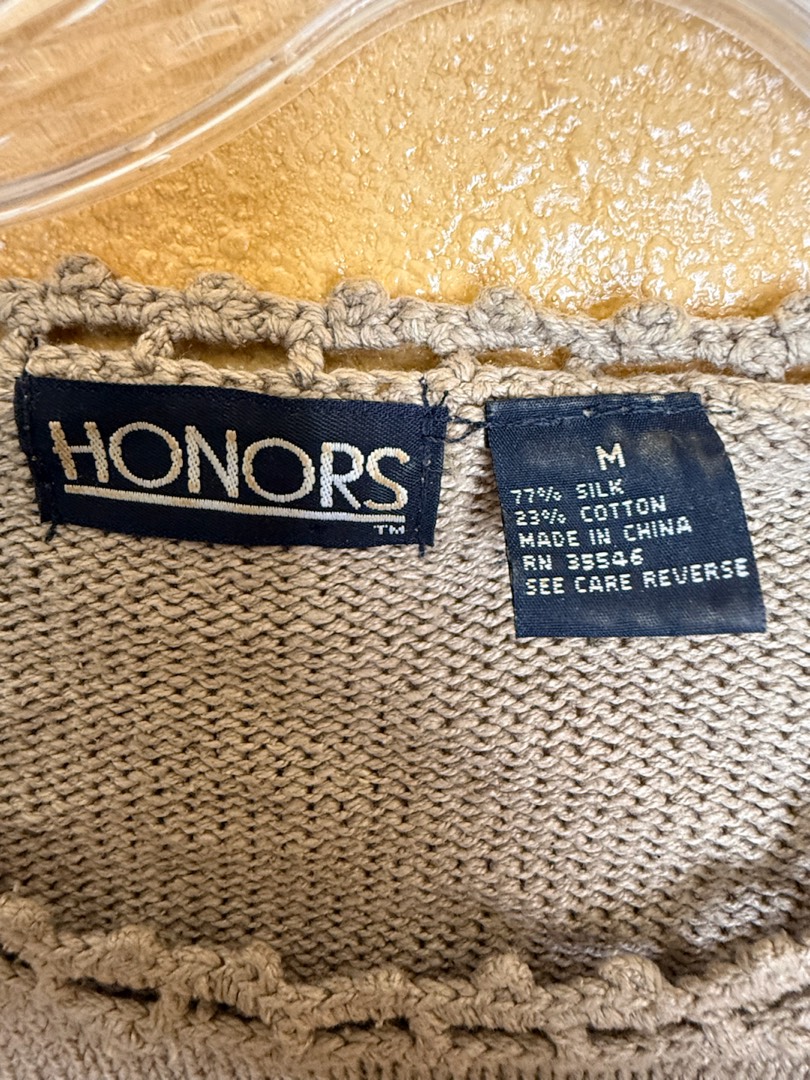 HONORS
TM
M
77% SILK
23% COTTON
MADE IN CHINA
RN 35546
SEE CARE REVERSE